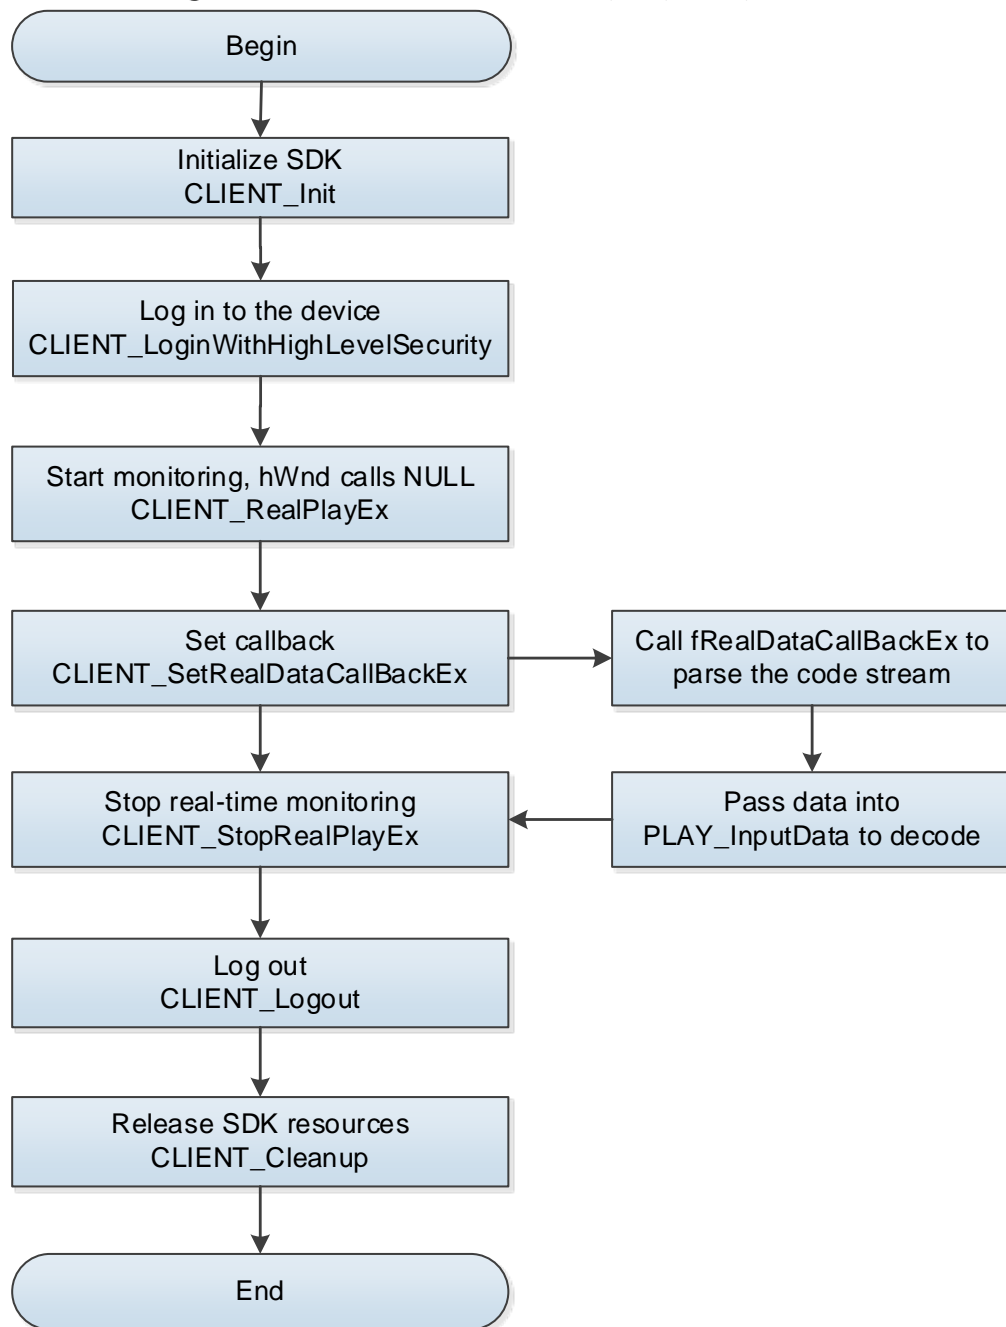 Begin
Initialize SDK
CLIENT_Init
Log in to the device
CLIENT_LoginWithHighLevelSecurity
Start monitoring, hWnd calls NULL
CLIENT_RealPlayEx
Set callback
CLIENT_SetRealDataCallBackEx
Call fRealDataCallBackEx to
parse the code stream
Stop real-time monitoring
CLIENT_StopRealPlayEx
Pass data into
PLAY_InputData to decode
Log out
CLIENT_Logout
Release SDK resources
CLIENT_Cleanup
End